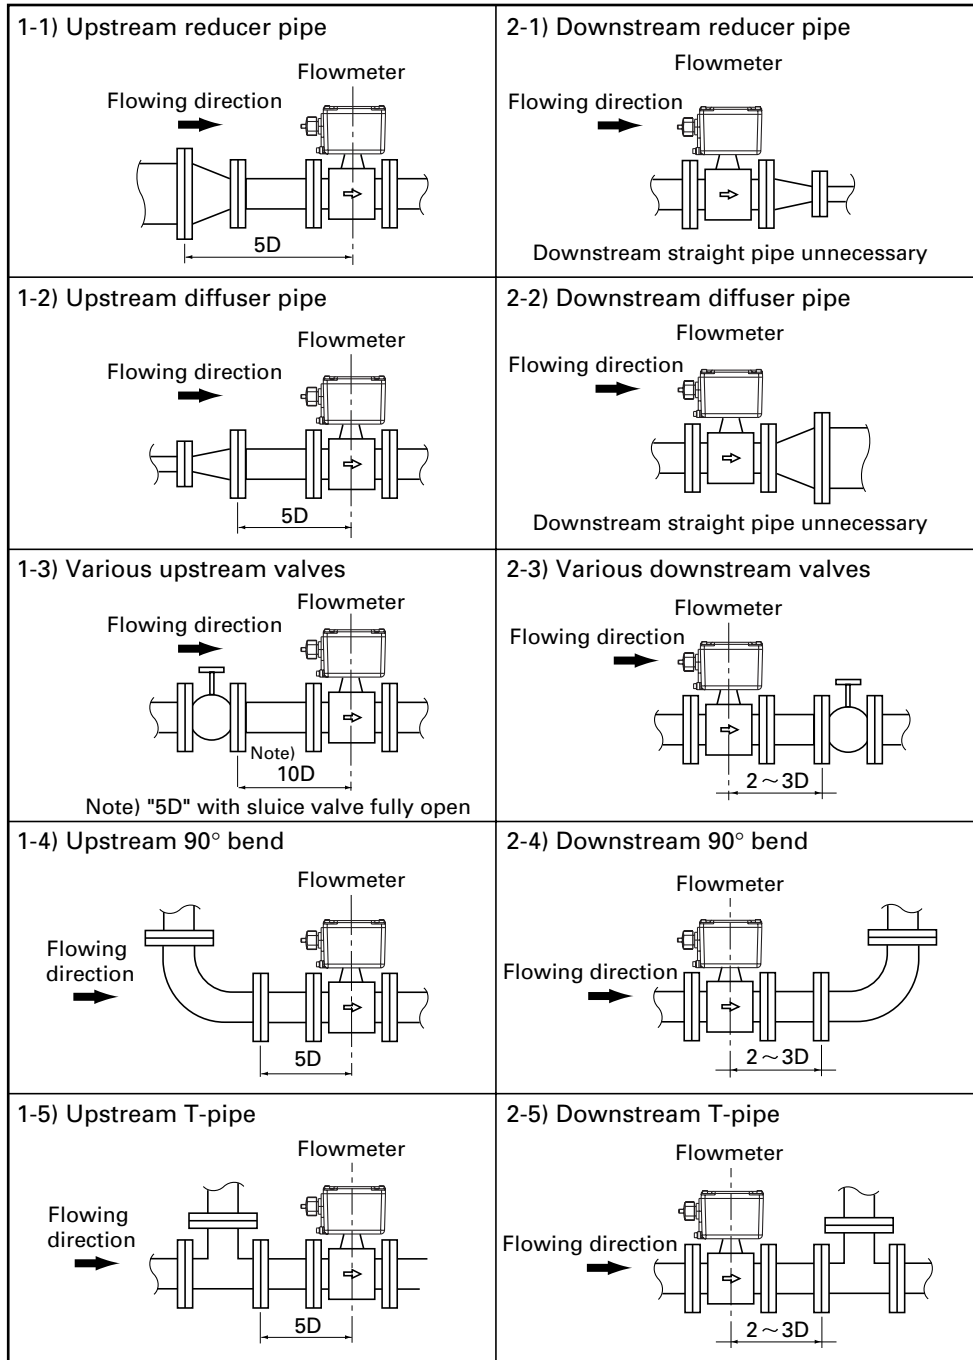 1-1) Upstream reducer pipe
Flowmeter
Flowing direction
5D
2-1) Downstream reducer pipe
Flowmeter
Flowing direction
Downstream straight pipe unnecessary
1-2) Upstream diffuser pipe
Flowmeter
Flowing direction
5D
2-2) Downstream diffuser pipe
Flowmeter
Flowing direction
Downstream straight pipe unnecessary
1-3) Various upstream valves
Flowmeter
Flowing direction
Note)
10D
Note) "5D" with sluice valve fully open
2-3) Various downstream valves
Flowmeter
Flowing direction
2~3D
1-4) Upstream 90° bend
Flowmeter
Flowing
direction
5D
2-4) Downstream 90° bend
Flowmeter
Flowing direction
2~3D
1-5) Upstream T-pipe
Flowmeter
Flowing
direction
5D
2-5) Downstream T-pipe
Flowmeter
Flowing direction
2~3D